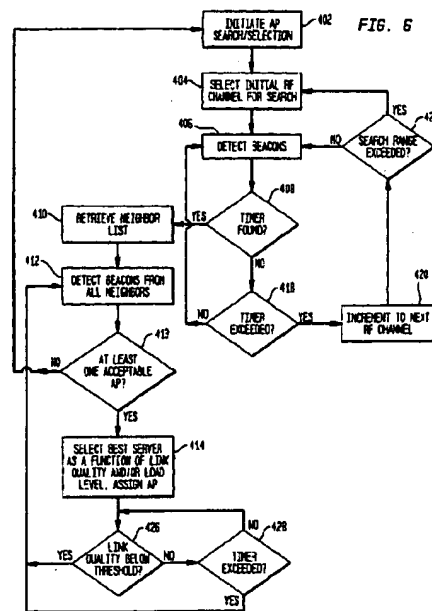 INITIATE AP
SEARCH/SELECTION
402
FIG. 6
404
SELECT INITIAL RF
CHANNEL FOR SEARCH
YES
406
DETECT BEACONS
NO
SEARCH RANGE
EXCEEDED?
408
410
RETRIEVE NEIGHBOR
LIST
YES
TIMER
FOUND?
412
DETECT BEACONS FROM
ALL NEIGHBORS
NO
418
420
NO
TIMER
EXCEEDED?
YES
INCREMENT TO NEXT
RF CHANNEL
413
NO
AT LEAST
ONE ACCEPTABLE
AP?
YES
414
SELECT BEST SERVER
AS A FUNCTION OF LINK
QUALITY AND/OR LOAD
LEVEL, ASSIGN AP
NO
426
428
YES
LINK
QUALITY BELOW
THRESHOLD?
NO
TIMER
EXCEEDED?
YES